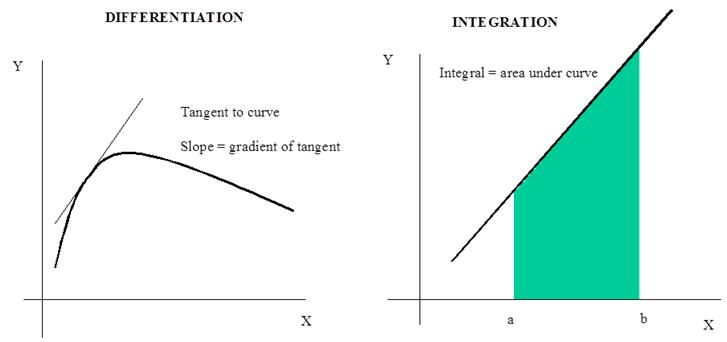 DIFFERENTIATION
Y
Tangent to curve
Slope = gradient of tangent
X
INTEGRATION
Y
Integral = area under curve
a
b
X